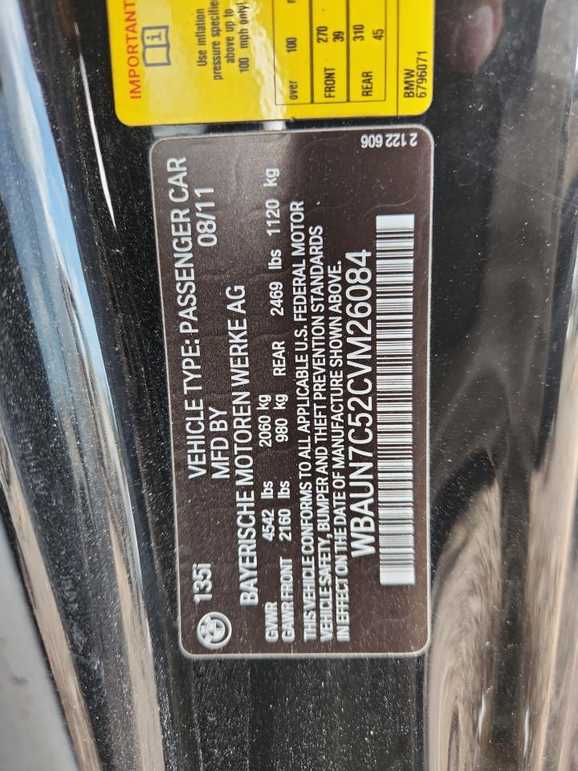 135i
VEHICLE TYPE: PASSENGER CAR
MFD BY 08/11
BAYERISCHE MOTOREN WERKE AG
GVWR 4542 lbs 2060 kg
GAWR FRONT 2160 lbs 980 kg REAR 2469 lbs 1120 kg
THIS VEHICLE CONFORMS TO ALL APPLICABLE U.S. FEDERAL MOTOR
VEHICLE SAFETY, BUMPER AND THEFT PREVENTION STANDARDS
IN EFFECT ON THE DATE OF MANUFACTURE SHOWN ABOVE.
WBAUN7C52CVM26084
2 122 606
IMPORTANT
Use inflation
pressure
above up to
100 mph only!
over 100
FRONT 270 39
REAR 310 45
BMW
6796071